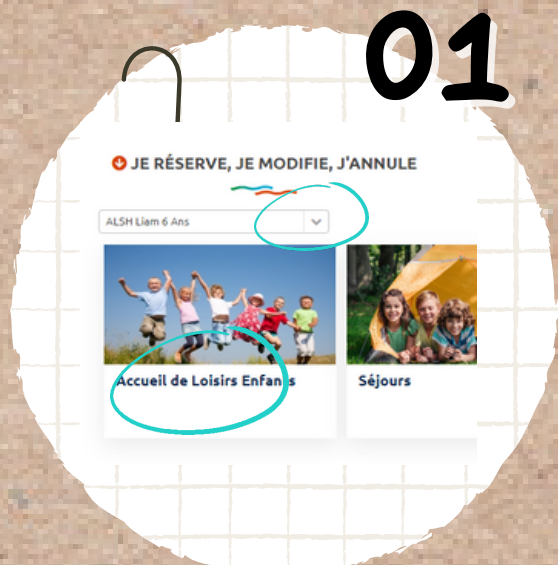 01
JE RÉSERVE, JE MODIFIE, J'ANNULE
ALSH Liam 6 Ans
Accueil de Loisirs Enfants
Séjours